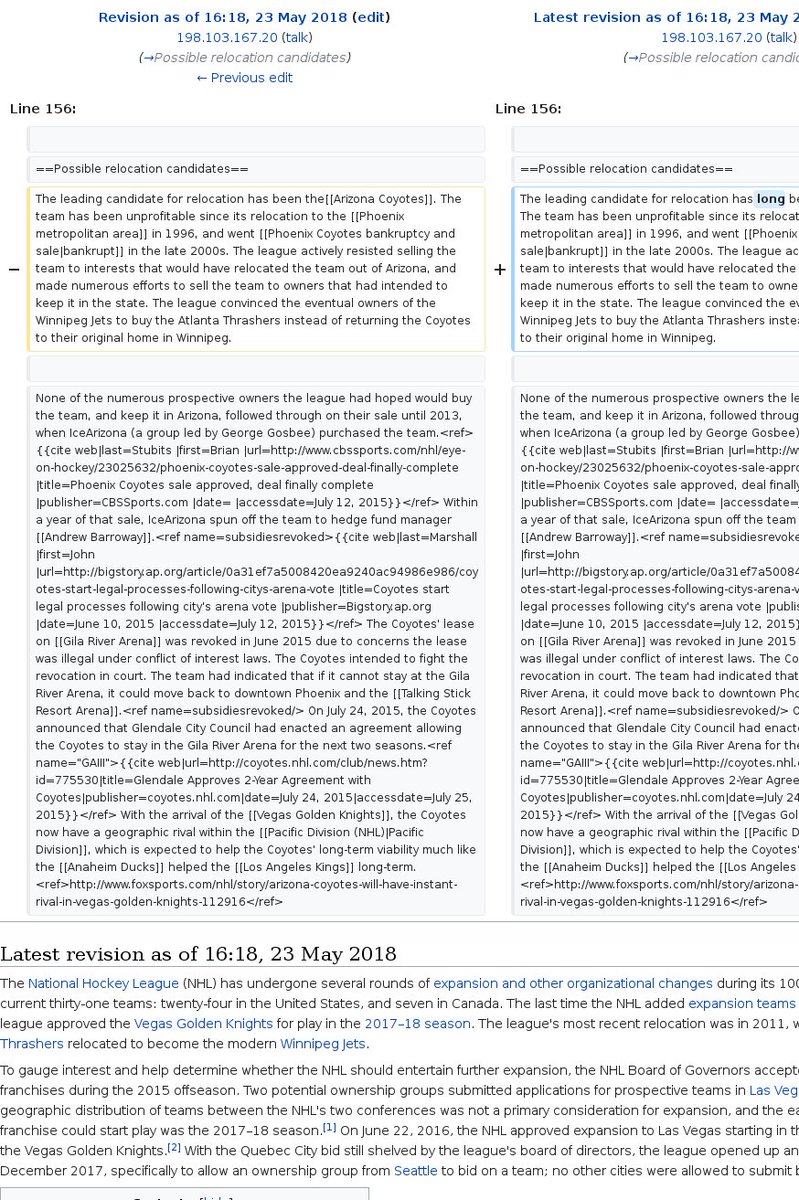 Revision as of 16:18, 23 May 2018 (edit)
198.103.167.20 (talk)
(→Possible relocation candidates)
← Previous edit
Line 156:
==Possible relocation candidates==
− The leading candidate for relocation has been the[[Arizona Coyotes]]. The
team has been unprofitable since its relocation to the [[Phoenix
metropolitan area]] in 1996, and went [[Phoenix Coyotes bankruptcy and
sale|bankrupt]] in the late 2000s. The league actively resisted selling the
team to interests that would have relocated the team out of Arizona, and
made numerous efforts to sell the team to owners that had intended to
keep it in the state. The league convinced the eventual owners of the
Winnipeg Jets to buy the Atlanta Thrashers instead of returning the Coyotes
to their original home in Winnipeg.
None of the numerous prospective owners the league had hoped would buy
the team, and keep it in Arizona, followed through on their sale until 2013,
when IceArizona (a group led by George Gosbee) purchased the team.<ref>
{{cite web|last=Stubits |first=Brian |url=http://www.cbssports.com/nhl/eye-
on-hockey/23025632/phoenix-coyotes-sale-approved-deal-finally-complete
|title=Phoenix Coyotes sale approved, deal finally complete
|publisher=CBSSports.com |date= |accessdate=July 12, 2015}}</ref> Within
a year of that sale, IceArizona spun off the team to hedge fund manager
[[Andrew Barroway]].<ref name=subsidiesrevoked>{{cite web|last=Marshall
|first=John
|url=http://bigstory.ap.org/article/0a31ef7a5008420ea9240ac94986e986/coy
otes-start-legal-processes-following-citys-arena-vote |title=Coyotes start
legal processes following city's arena vote |publisher=Bigstory.ap.org
|date=June 10, 2015 |accessdate=July 12, 2015}}</ref> The Coyotes' lease
on [[Gila River Arena]] was revoked in June 2015 due to concerns the lease
was illegal under conflict of interest laws. The Coyotes intended to fight the
revocation in court. The team had indicated that if it cannot stay at the Gila
River Arena, it could move back to downtown Phoenix and the [[Talking Stick
Resort Arena]].<ref name=subsidiesrevoked/> On July 24, 2015, the Coyotes
announced that Glendale City Council had enacted an agreement allowing
the Coyotes to stay in the Gila River Arena for the next two seasons.<ref
name="GAIII">{{cite web|url=http://coyotes.nhl.com/club/news.htm?
id=775530|title=Glendale Approves 2-Year Agreement with
Coyotes|publisher=coyotes.nhl.com|date=July 24, 2015|accessdate=July 25,
2015}}</ref> With the arrival of the [[Vegas Golden Knights]], the Coyotes
now have a geographic rival within the [[Pacific Division (NHL)|Pacific
Division]], which is expected to help the Coyotes' long-term viability much like
the [[Anaheim Ducks]] helped the [[Los Angeles Kings]] long-term.
<ref>http://www.foxsports.com/nhl/story/arizona-coyotes-will-have-instant-
rival-in-vegas-golden-knights-112916</ref>
Latest revision as of 16:18, 23 May 2
198.103.167.20 (talk)
(→Possible relocation candid
Line 156:
==Possible relocation candidates==
+ The leading candidate for relocation has long be
The team has been unprofitable since its relocat
metropolitan area]] in 1996, and went [[Phoenix
sale|bankrupt]] in the late 2000s. The league ac
team to interests that would have relocated the
made numerous efforts to sell the team to owne
keep it in the state. The league convinced the ev
Winnipeg Jets to buy the Atlanta Thrashers inste
to their original home in Winnipeg.
None of the numerous prospective owners the le
the team, and keep it in Arizona, followed throug
when IceArizona (a group led by George Gosbee)
{{cite web|last=Stubits |first=Brian |url=http://w
on-hockey/23025632/phoenix-coyotes-sale-appro
|title=Phoenix Coyotes sale approved, deal finall
|publisher=CBSSports.com |date= |accessdate=
a year of that sale, IceArizona spun off the team
[[Andrew Barroway]].<ref name=subsidiesrevoke
|first=John
|url=http://bigstory.ap.org/article/0a31ef7a50084
otes-start-legal-processes-following-citys-arena-v
legal processes following city's arena vote |publis
|date=June 10, 2015 |accessdate=July 12, 2015}
on [[Gila River Arena]] was revoked in June 2015
was illegal under conflict of interest laws. The Co
revocation in court. The team had indicated that
River Arena, it could move back to downtown Pho
Resort Arena]].<ref name=subsidiesrevoked/> O
announced that Glendale City Council had enacte
the Coyotes to stay in the Gila River Arena for the
name="GAIII">{{cite web|url=http://coyotes.nhl.c
id=775530|title=Glendale Approves 2-Year Agree
Coyotes|publisher=coyotes.nhl.com|date=July 24
2015}}</ref> With the arrival of the [[Vegas Gol
now have a geographic rival within the [[Pacific D
Division]], which is expected to help the Coyotes'
the [[Anaheim Ducks]] helped the [[Los Angeles
<ref>http://www.foxsports.com/nhl/story/arizona-
rival-in-vegas-golden-knights-112916</ref>
Latest revision as of 16:18, 23 May 2018
The National Hockey League (NHL) has undergone several rounds of expansion and other organizational changes during its 100
current thirty-one teams: twenty-four in the United States, and seven in Canada. The last time the NHL added expansion teams
league approved the Vegas Golden Knights for play in the 2017–18 season. The league's most recent relocation was in 2011, w
Thrashers relocated to become the modern Winnipeg Jets.
To gauge interest and help determine whether the NHL should entertain further expansion, the NHL Board of Governors accept
franchises during the 2015 offseason. Two potential ownership groups submitted applications for prospective teams in Las Veg
geographic distribution of teams between the NHL's two conferences was not a primary consideration for expansion, and the ea
franchise could start play was the 2017–18 season.[1] On June 22, 2016, the NHL approved expansion to Las Vegas starting in th
the Vegas Golden Knights.[2] With the Quebec City bid still shelved by the league's board of directors, the league opened up an
December 2017, specifically to allow an ownership group from Seattle to bid on a team; no other cities were allowed to submit b